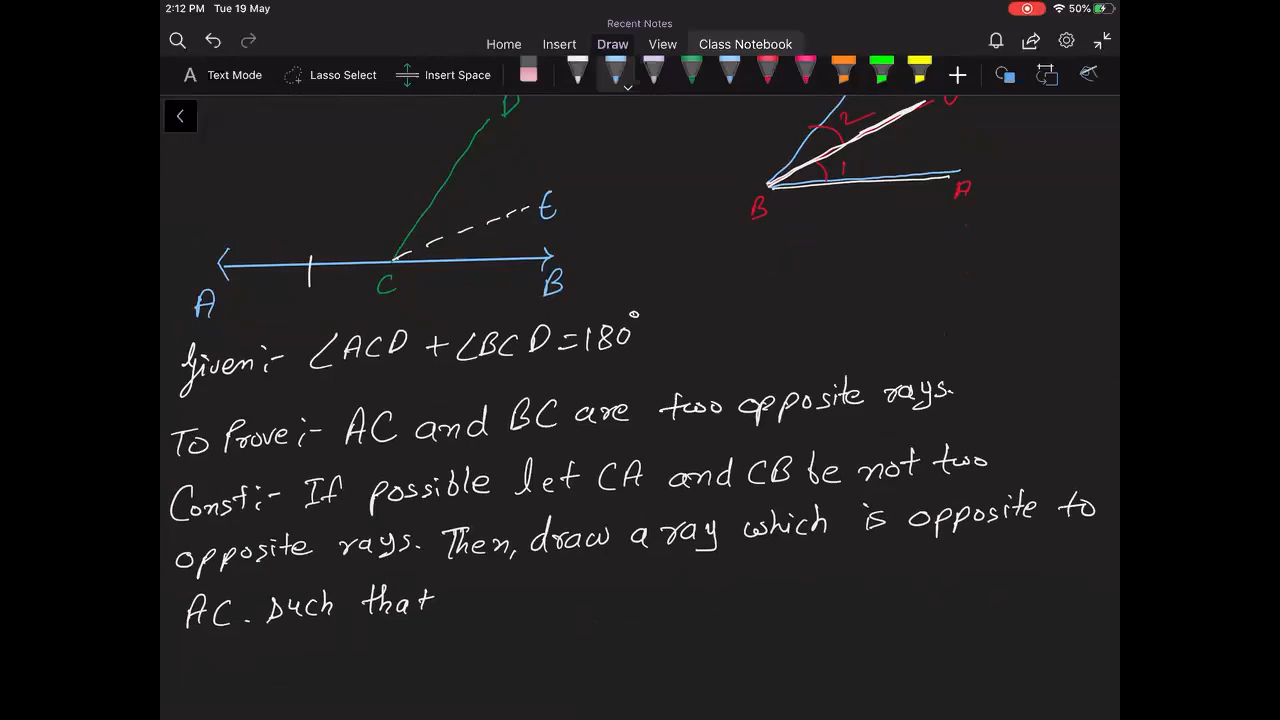 2:12 PM Tue 19 May
50%
Recent Notes
Home Insert Draw View Class Notebook
Text Mode Lasso Select Insert Space
D
2
1
B
A
E
A
C
B
Given:- ∠ACD + ∠BCD = 180°
To Prove:- AC and BC are two opposite rays.
Const:- If possible let CA and CB be not two
opposite rays. Then, draw a ray which is opposite to
AC. Such that